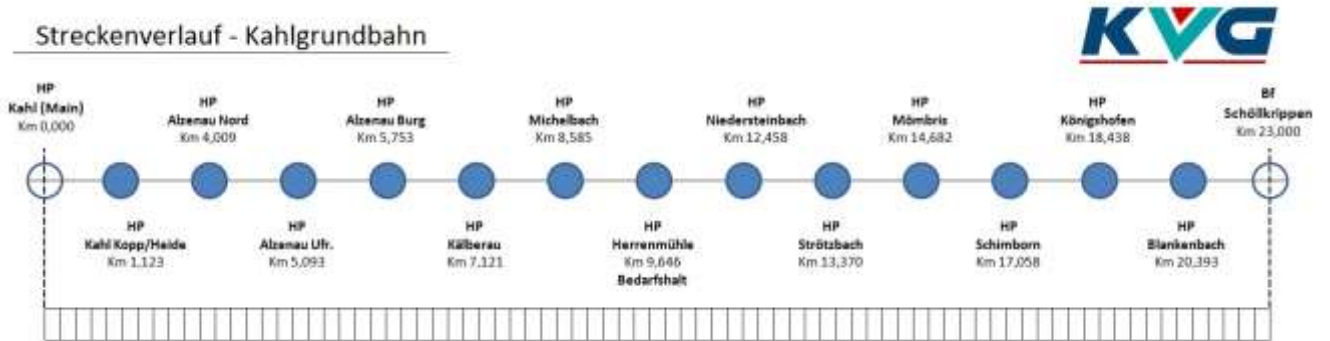 Streckenverlauf - Kahlgrundbahn
KVG
HP
Kahl (Main)
Km 0,000
HP
Kahl Kopp/Heide
Km 1,123
HP
Alzenau Nord
Km 4,009
HP
Alzenau Ufr.
Km 5,093
HP
Alzenau Burg
Km 5,753
HP
Kälberau
Km 7,121
HP
Michelbach
Km 8,585
HP
Herrenmühle
Km 9,646
Bedarfshalt
HP
Niedersteinbach
Km 12,458
HP
Strötzbach
Km 13,370
HP
Mömbris
Km 14,682
HP
Schimborn
Km 17,058
HP
Königshofen
Km 18,438
HP
Blankenbach
Km 20,393
Bf
Schöllkrippen
Km 23,000